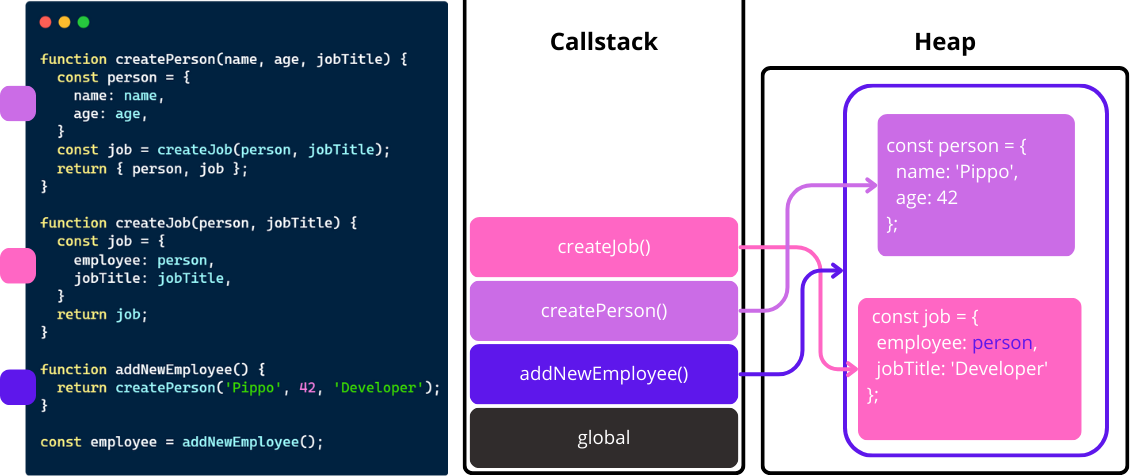 function createPerson(name, age, jobTitle) {
  const person = {
    name: name,
    age: age,
  }
  const job = createJob(person, jobTitle);
  return { person, job };
}
function createJob(person, jobTitle) {
  const job = {
    employee: person,
    jobTitle: jobTitle,
  }
  return job;
}
function addNewEmployee() {
  return createPerson('Pippo', 42, 'Developer');
}
const employee = addNewEmployee();
Callstack
createJob()
createPerson()
addNewEmployee()
global
Heap
const person = {
  name: 'Pippo',
  age: 42
};
const job = {
  employee: person,
  jobTitle: 'Developer'
};